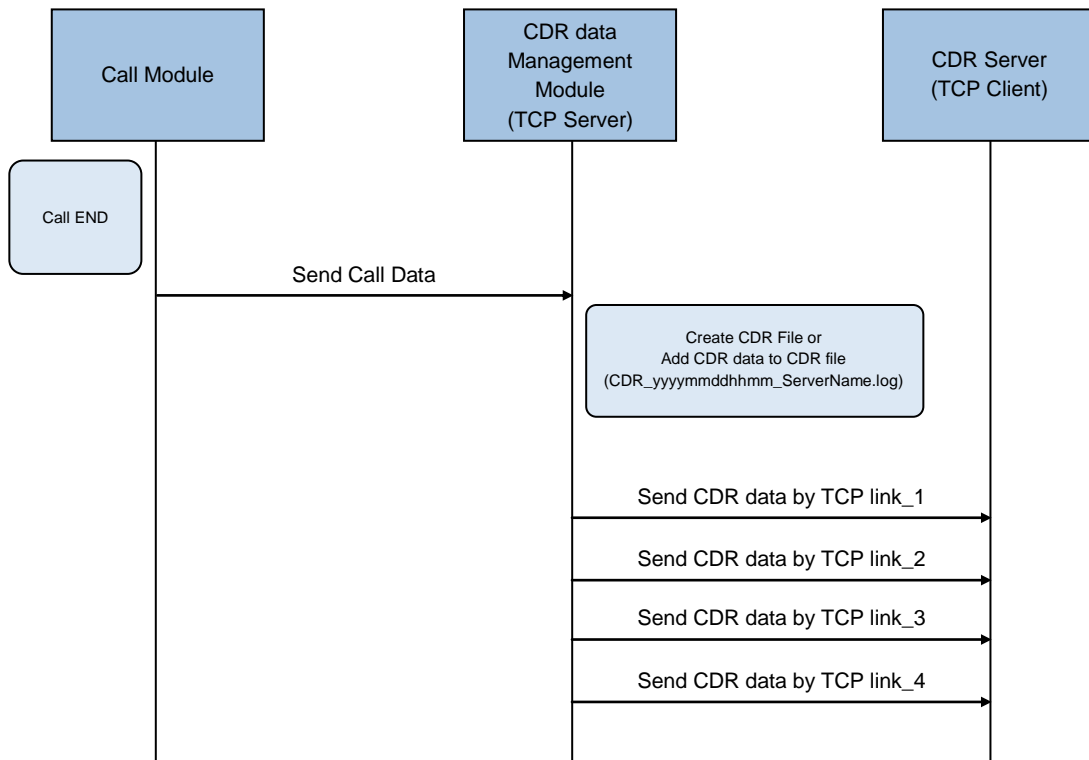 Call Module
CDR data
Management
Module
(TCP Server)
CDR Server
(TCP Client)
Call END
Send Call Data
Create CDR File or
Add CDR data to CDR file
(CDR_yyyymmddhhmm_ServerName.log)
Send CDR data by TCP link_1
Send CDR data by TCP link_2
Send CDR data by TCP link_3
Send CDR data by TCP link_4